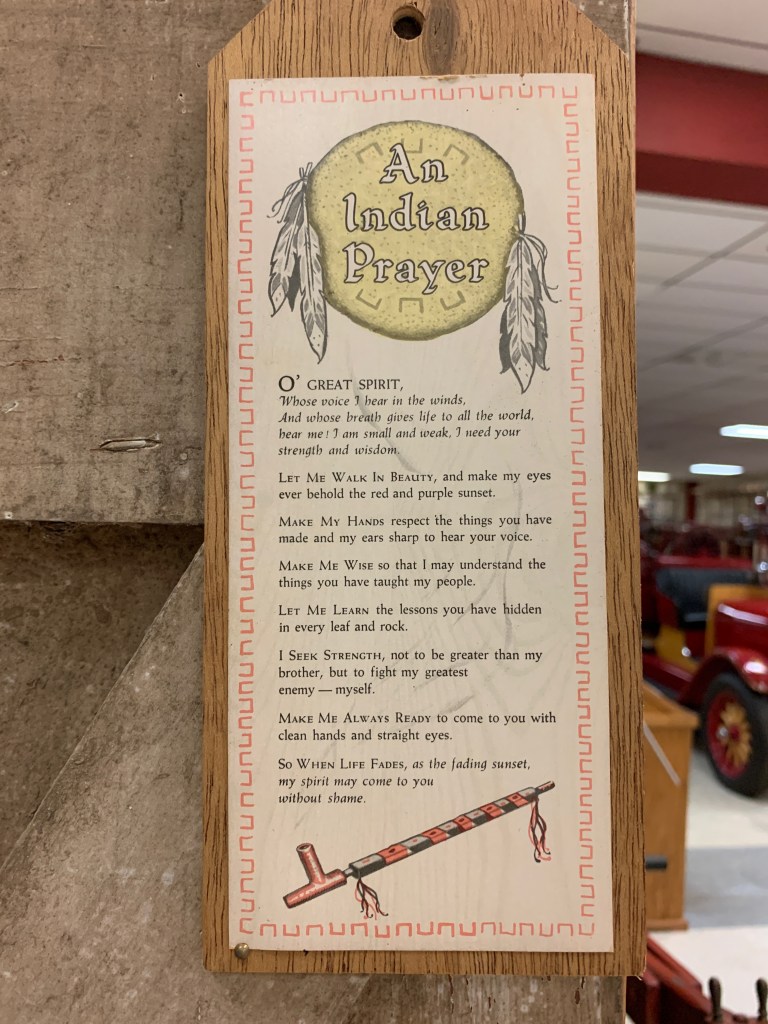 An
Indian
Prayer
O' GREAT SPIRIT,
Whose voice I hear in the winds,
And whose breath gives life to all the world,
hear me! I am small and weak, I need your
strength and wisdom.
LET ME WALK IN BEAUTY, and make my eyes
ever behold the red and purple sunset.
MAKE MY HANDS respect the things you have
made and my ears sharp to hear your voice.
MAKE ME WISE so that I may understand the
things you have taught my people.
LET ME LEARN the lessons you have hidden
in every leaf and rock.
I SEEK STRENGTH, not to be greater than my
brother, but to fight my greatest
enemy — myself.
MAKE ME ALWAYS READY to come to you with
clean hands and straight eyes.
SO WHEN LIFE FADES, as the fading sunset,
my spirit may come to you
without shame.